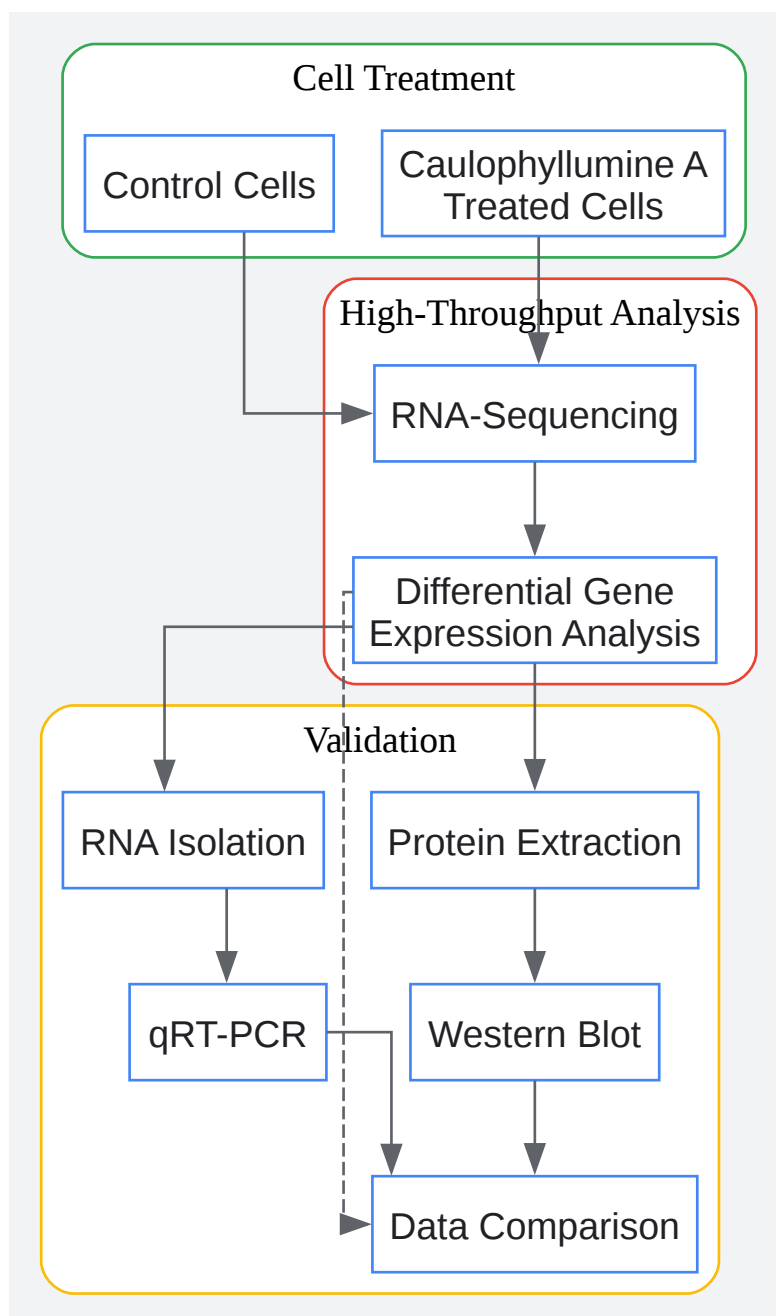 Cell Treatment
Control Cells
Caulophyllumine A
Treated Cells
High-Throughput Analysis
RNA-Sequencing
Differential Gene
Expression Analysis
Validation
RNA Isolation
Protein Extraction
qRT-PCR
Western Blot
Data Comparison